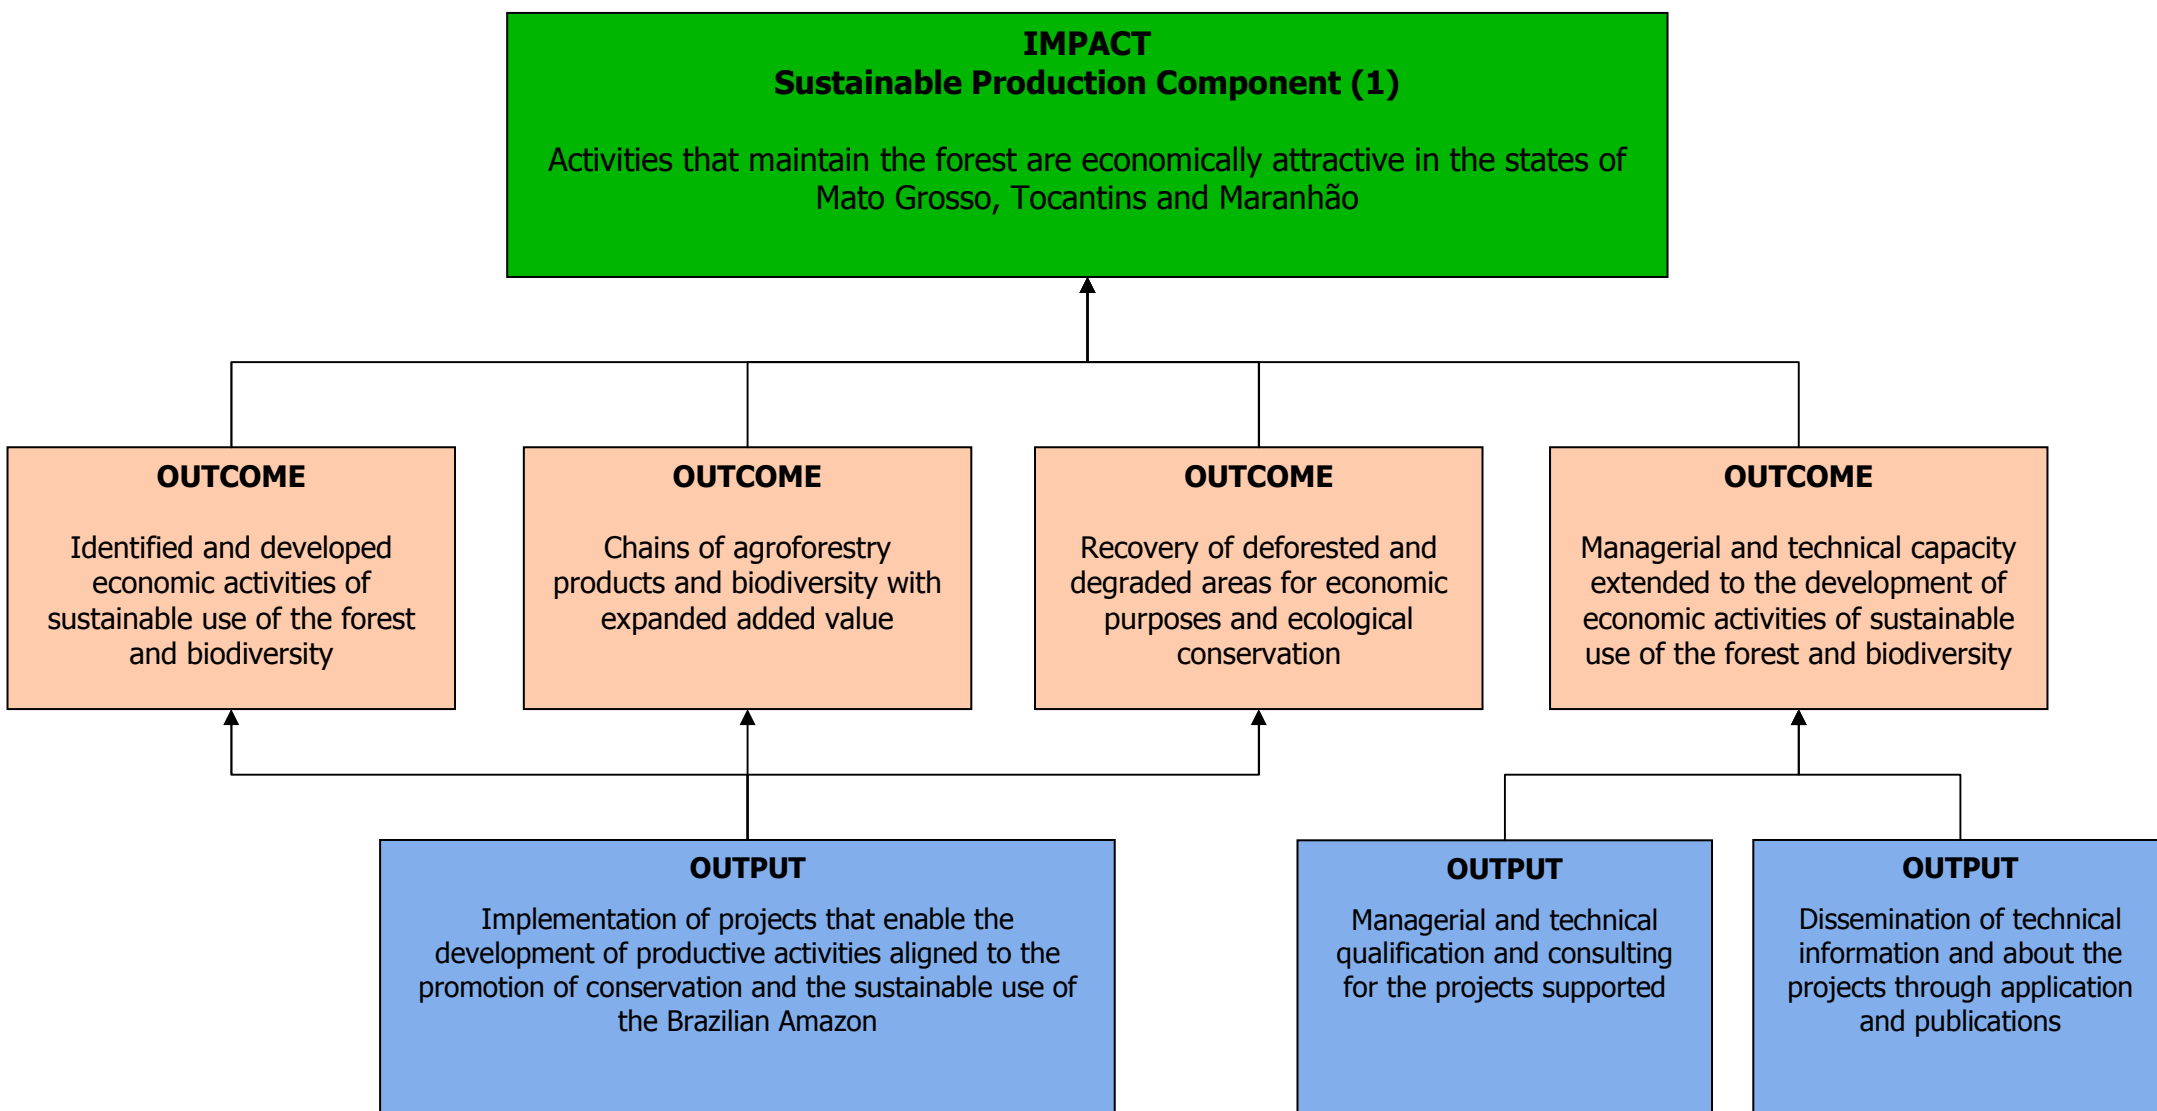 IMPACT
Sustainable Production Component (1)
Activities that maintain the forest are economically attractive in the states of
Mato Grosso, Tocantins and Maranhão
OUTCOME
Identified and developed
economic activities of
sustainable use of the forest
and biodiversity
OUTCOME
Chains of agroforestry
products and biodiversity with
expanded added value
OUTCOME
Recovery of deforested and
degraded areas for economic
purposes and ecological
conservation
OUTCOME
Managerial and technical capacity
extended to the development of
economic activities of sustainable
use of the forest and biodiversity
OUTPUT
Implementation of projects that enable the
development of productive activities aligned to the
promotion of conservation and the sustainable use of
the Brazilian Amazon
OUTPUT
Managerial and technical
qualification and consulting
for the projects supported
OUTPUT
Dissemination of technical
information and about the
projects through application
and publications